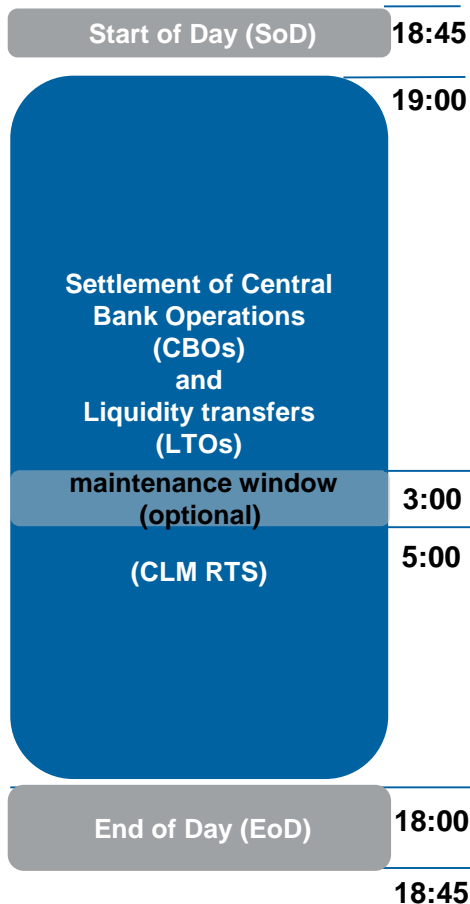 Start of Day (SoD)
18:45
19:00
Settlement of Central
Bank Operations
(CBOs)
and
Liquidity transfers
(LTOs)
maintenance window
(optional)
3:00
5:00
(CLM RTS)
End of Day (EoD)
18:00
18:45